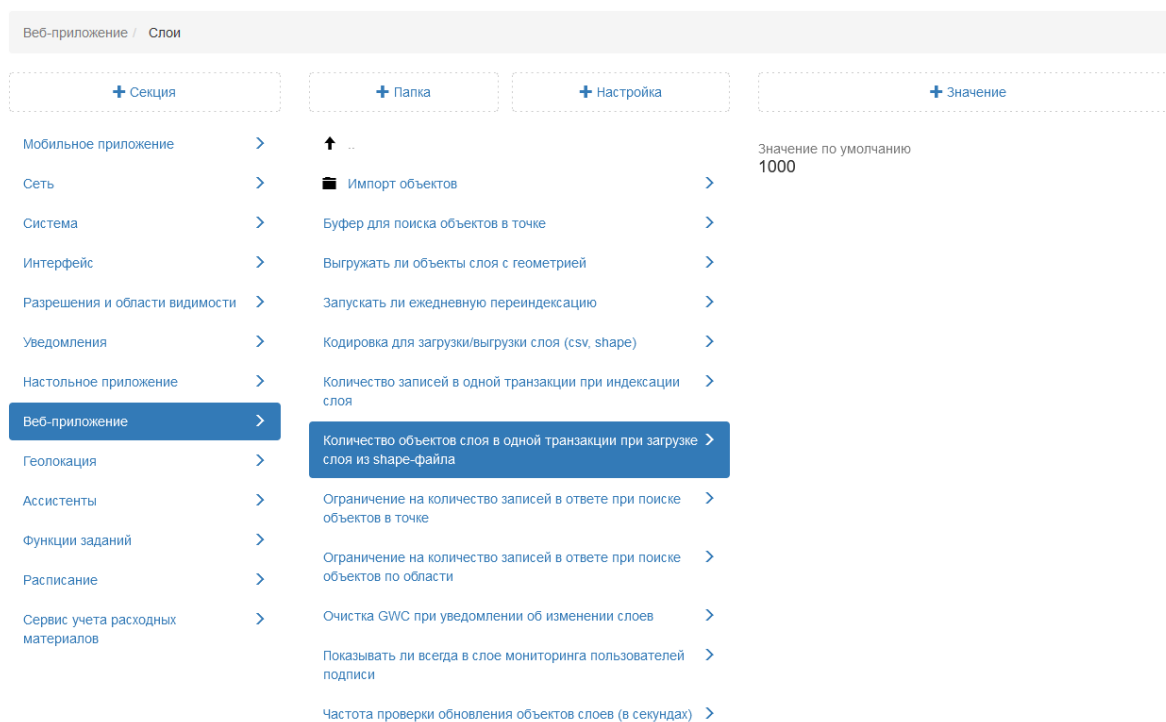 Веб-приложение / Слои
+ Секция
+ Папка
+ Настройка
+ Значение
Мобильное приложение
Сеть
Система
Интерфейс
Разрешения и области видимости
Уведомления
Настольное приложение
Веб-приложение
Геолокация
Ассистенты
Функции заданий
Расписание
Сервис учета расходных
материалов
..
Импорт объектов
Буфер для поиска объектов в точке
Выгружать ли объекты слоя с геометрией
Запускать ли ежедневную переиндексацию
Кодировка для загрузки/выгрузки слоя (csv, shape)
Количество записей в одной транзакции при индексации
слоя
Количество объектов слоя в одной транзакции при загрузке
слоя из shape-файла
Ограничение на количество записей в ответе при поиске
объектов в точке
Ограничение на количество записей в ответе при поиске
объектов по области
Очистка GWC при уведомлении об изменении слоев
Показывать ли всегда в слое мониторинга пользователей
подписи
Частота проверки обновления объектов слоев (в секундах)
Значение по умолчанию
1000